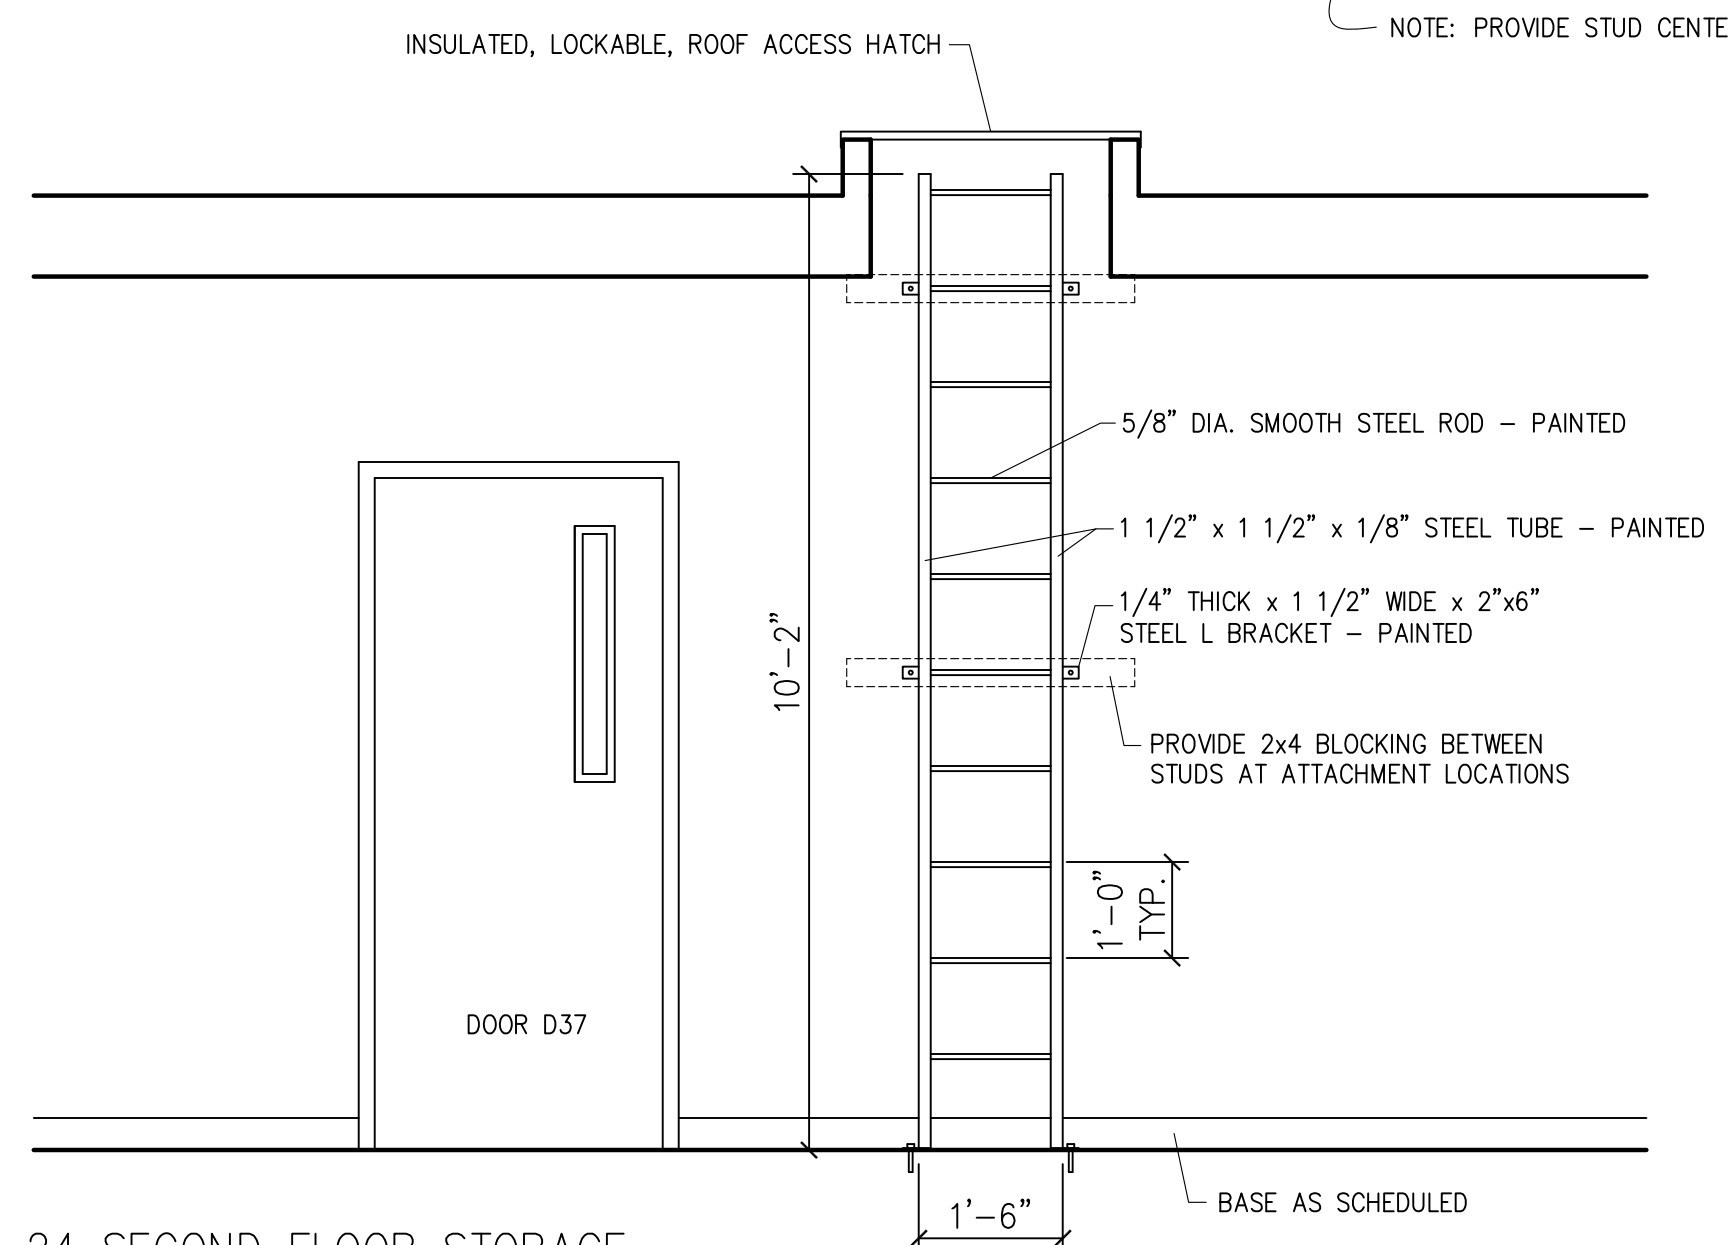 NOTE: PROVIDE STUD CENTE
INSULATED, LOCKABLE, ROOF ACCESS HATCH
5/8" DIA. SMOOTH STEEL ROD – PAINTED
1 1/2" x 1 1/2" x 1/8" STEEL TUBE – PAINTED
1/4" THICK x 1 1/2" WIDE x 2"x6"
STEEL L BRACKET – PAINTED
10'–2"
PROVIDE 2x4 BLOCKING BETWEEN
STUDS AT ATTACHMENT LOCATIONS
1'–0"
TYP.
DOOR D37
BASE AS SCHEDULED
1'–6"
SECOND FLOOR STORAGE